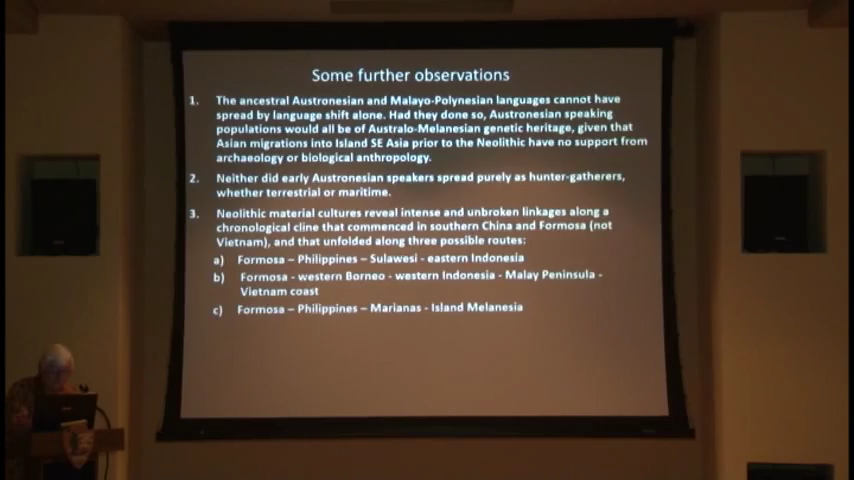 Some further observations
1. The ancestral Austronesian and Malayo-Polynesian languages cannot have
spread by language shift alone. Had they done so, Austronesian speaking
populations would all be of Australo-Melanesian genetic heritage, given that
Asian migrations into Island SE Asia prior to the Neolithic have no support from
archaeology or biological anthropology.
2. Neither did early Austronesian speakers spread purely as hunter-gatherers,
whether terrestrial or maritime.
3. Neolithic material cultures reveal intense and unbroken linkages along a
chronological cline that commenced in southern China and Formosa (not
Vietnam), and that unfolded along three possible routes:
a) Formosa – Philippines – Sulawesi - eastern Indonesia
b) Formosa - western Borneo - western Indonesia - Malay Peninsula -
Vietnam coast
c) Formosa – Philippines – Marianas - Island Melanesia